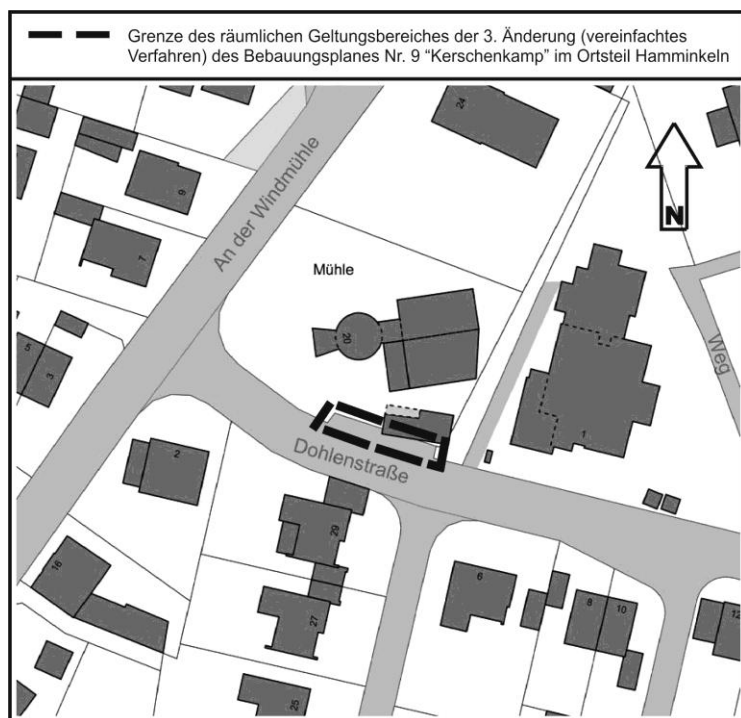 Grenze des räumlichen Geltungsbereiches der 3. Änderung (vereinfachtes
Verfahren) des Bebauungsplanes Nr. 9 “Kerschenkamp” im Ortsteil Hamminkeln
24
N
9
An der Windmühle
7
Mühle
20
Weg
5
3
1
Dohlenstraße
2
29
16
6
8
10
27
12
25